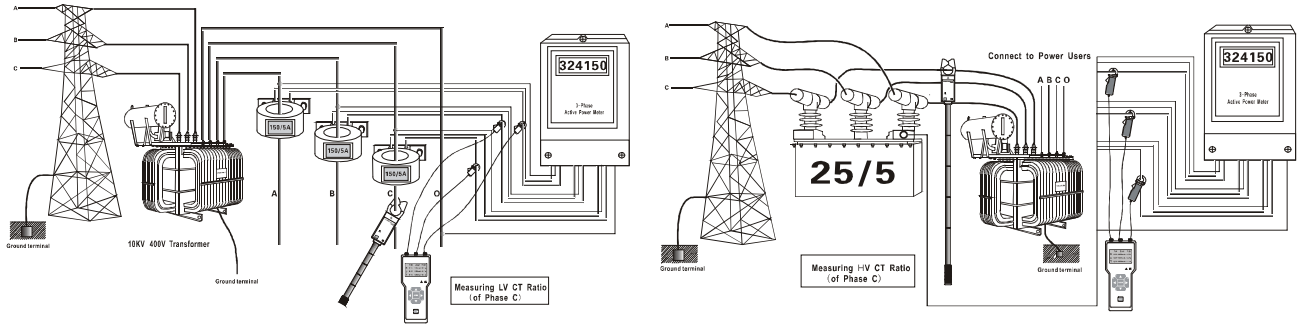 A
B
C
324150
3-Phase
Active Power Meter
150/5A
150/5A
150/5A
A
B
C
O
Ground terminal
10KV 400V Transformer
Ground terminal
Measuring LV CT Ratio
(of Phase C)
A
B
C
Connect to Power Users
A B C O
324150
3-Phase
Active Power Meter
25/5
Ground terminal
Measuring HV CT Ratio
(of Phase C)
Ground terminal